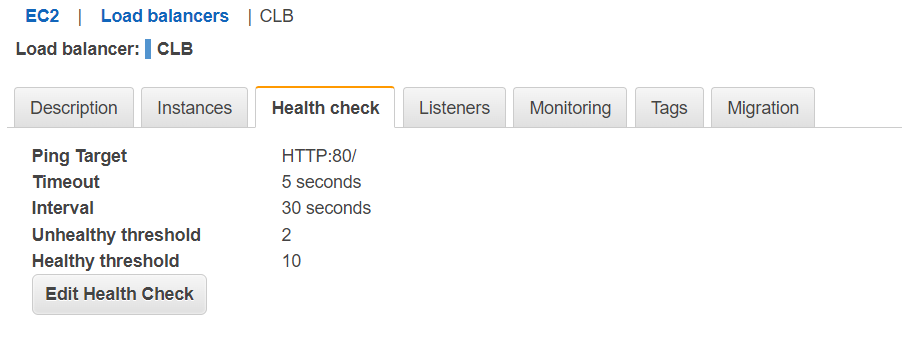 EC2 | Load balancers | CLB
Load balancer: CLB
Description Instances Health check Listeners Monitoring Tags Migration
Ping Target HTTP:80/
Timeout 5 seconds
Interval 30 seconds
Unhealthy threshold 2
Healthy threshold 10
Edit Health Check